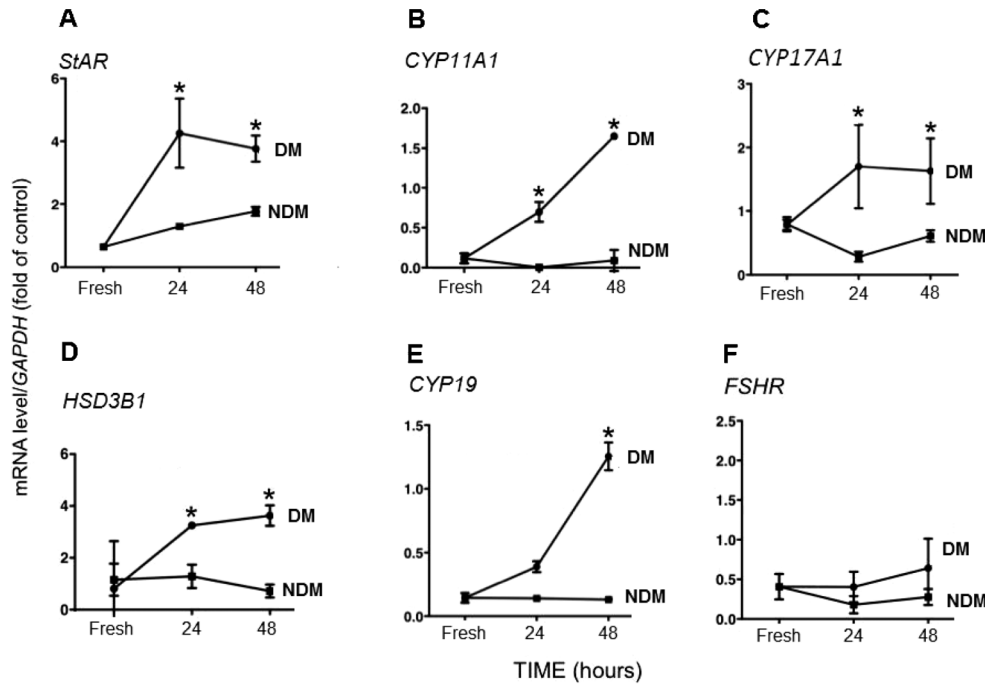 A
StAR
6
4
2
0
*
*
DM
NDM
Fresh
24
48
B
CYP11A1
2.0
1.5
1.0
0.5
0.0
*
*
DM
NDM
Fresh
24
48
C
CYP17A1
3
2
1
0
*
*
DM
NDM
Fresh
24
48
mRNA level/GAPDH (fold of control)
D
HSD3B1
6
4
2
0
*
*
DM
NDM
Fresh
24
48
E
CYP19
1.5
1.0
0.5
0.0
*
DM
NDM
Fresh
24
48
F
FSHR
2.5
2.0
1.5
1.0
0.5
0.0
DM
NDM
Fresh
24
48
TIME (hours)